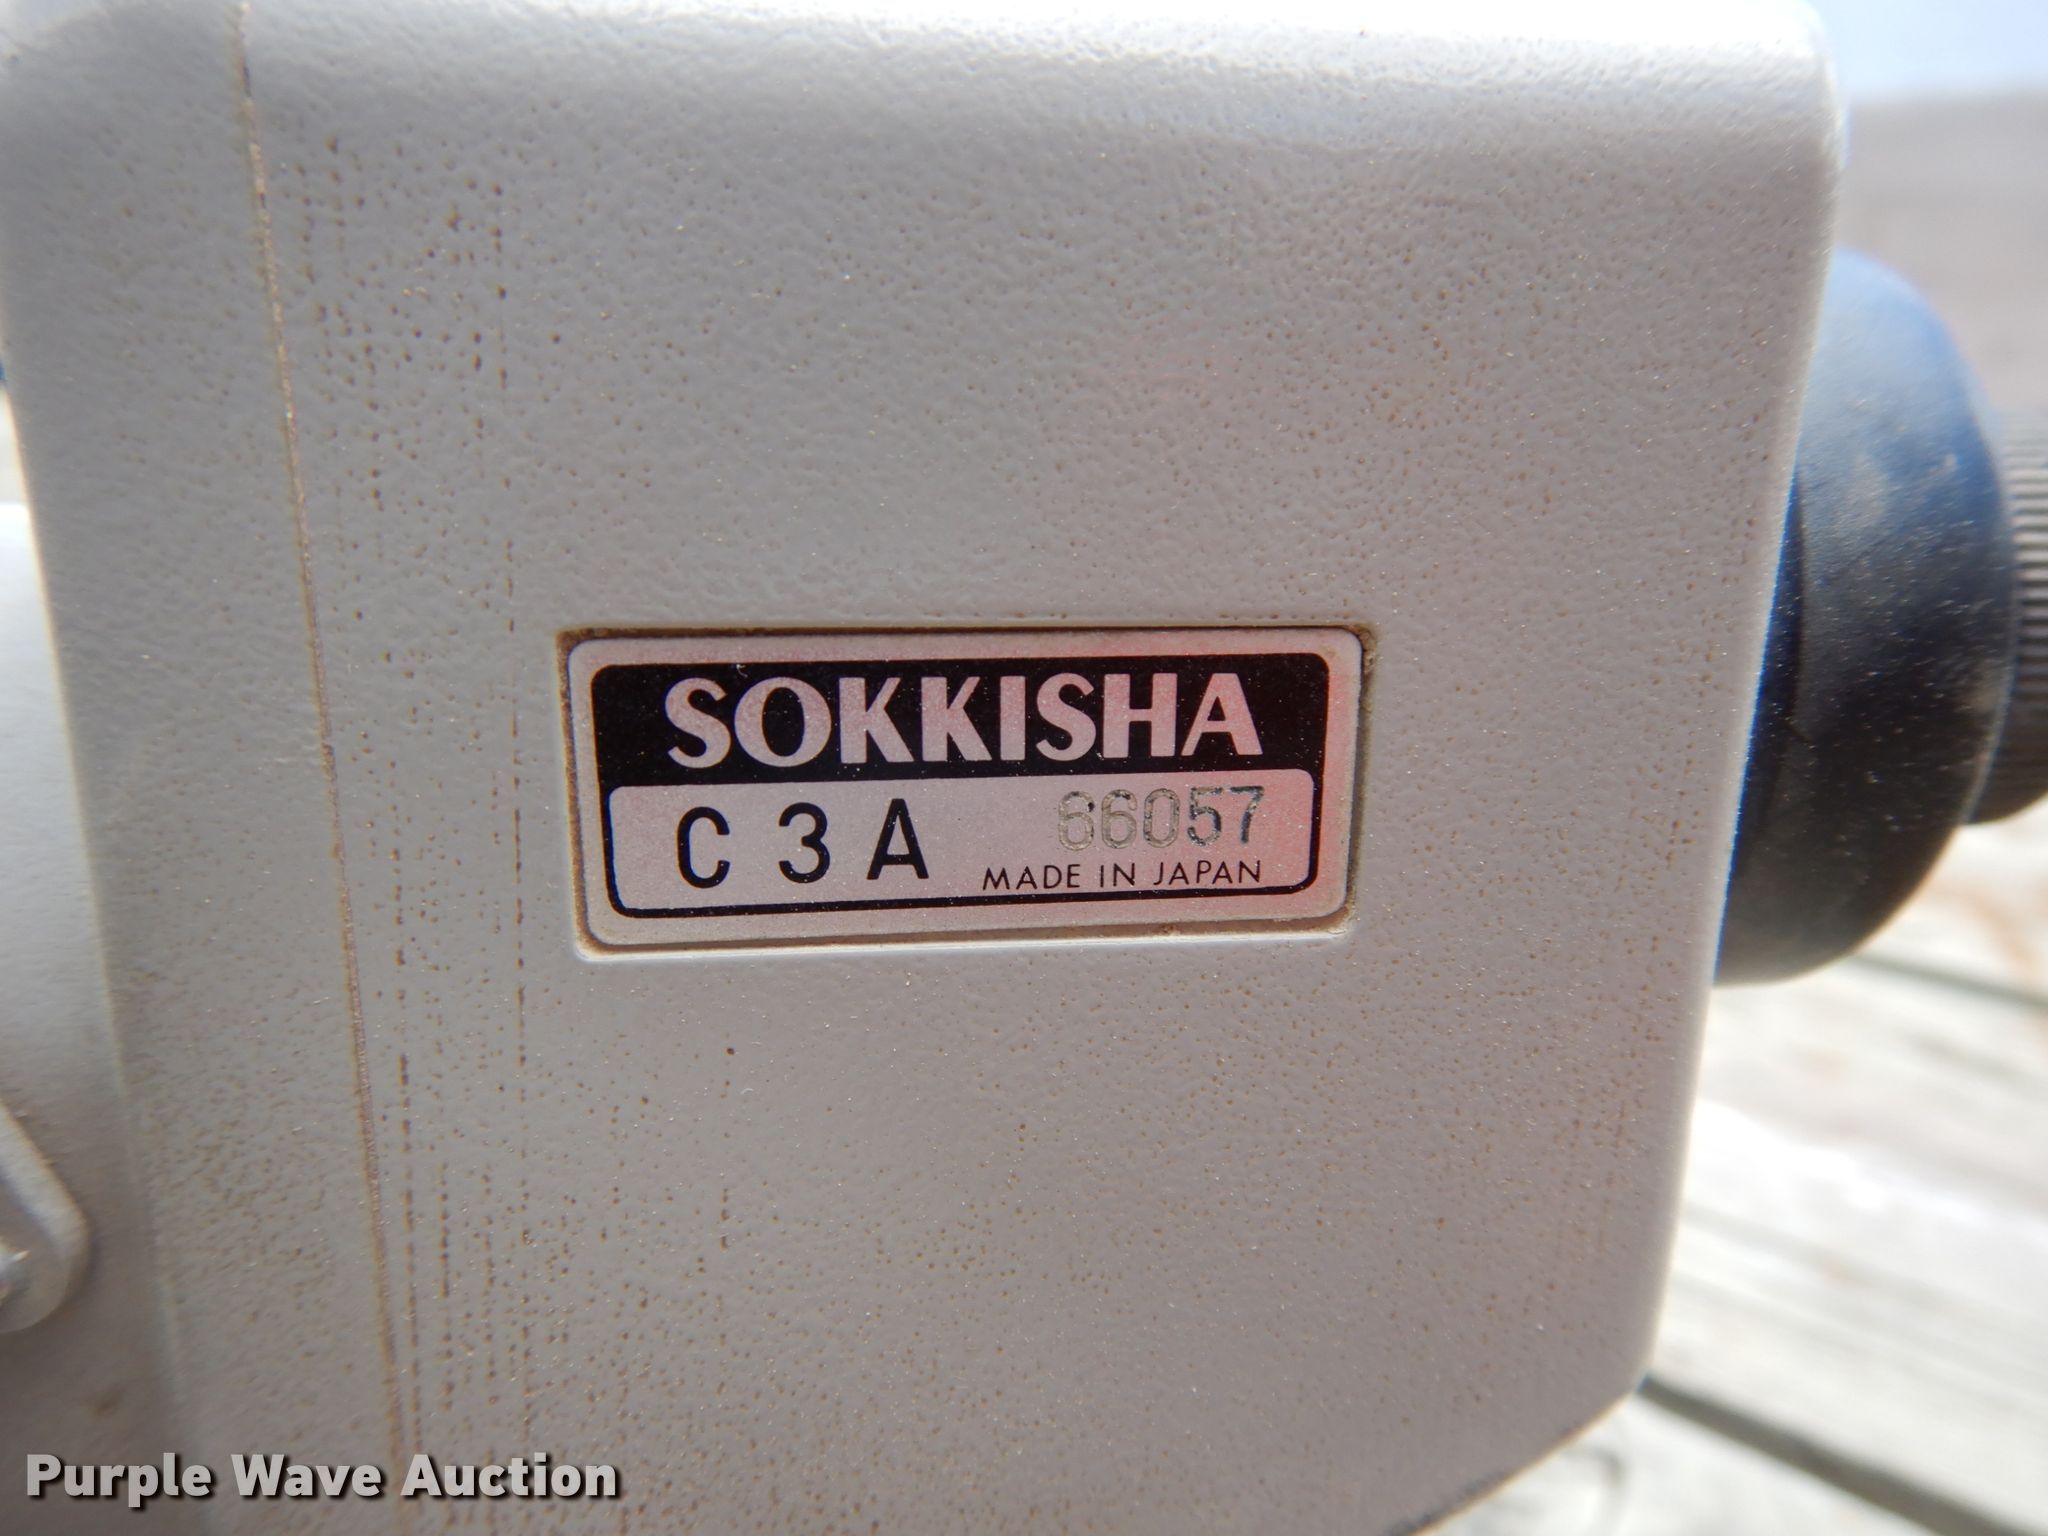 SOKKISHA
C 3 A 66057
MADE IN JAPAN
Purple Wave Auction